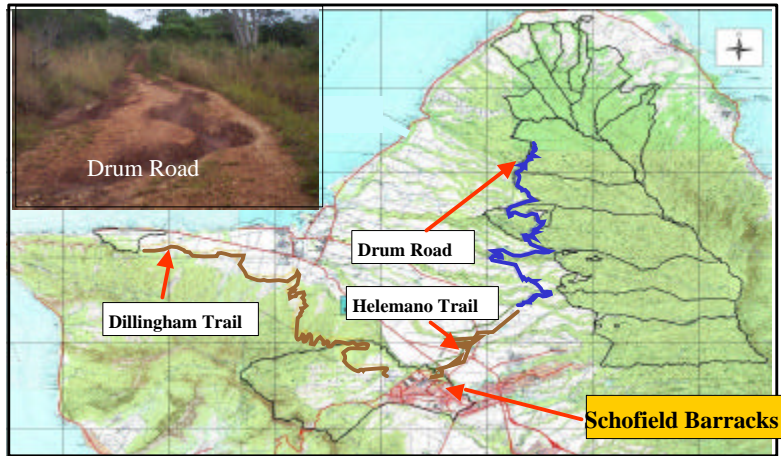 Drum Road
Drum Road
Dillingham Trail
Helemano Trail
Schofield Barracks